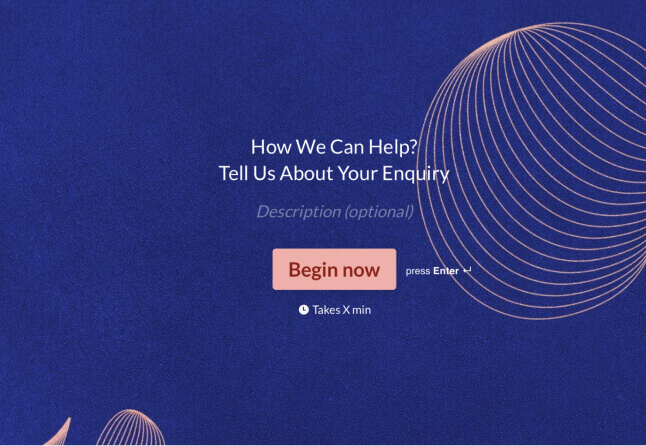 How We Can Help?
Tell Us About Your Enquiry
Description (optional)
Begin now
press Enter ↵
Takes X min